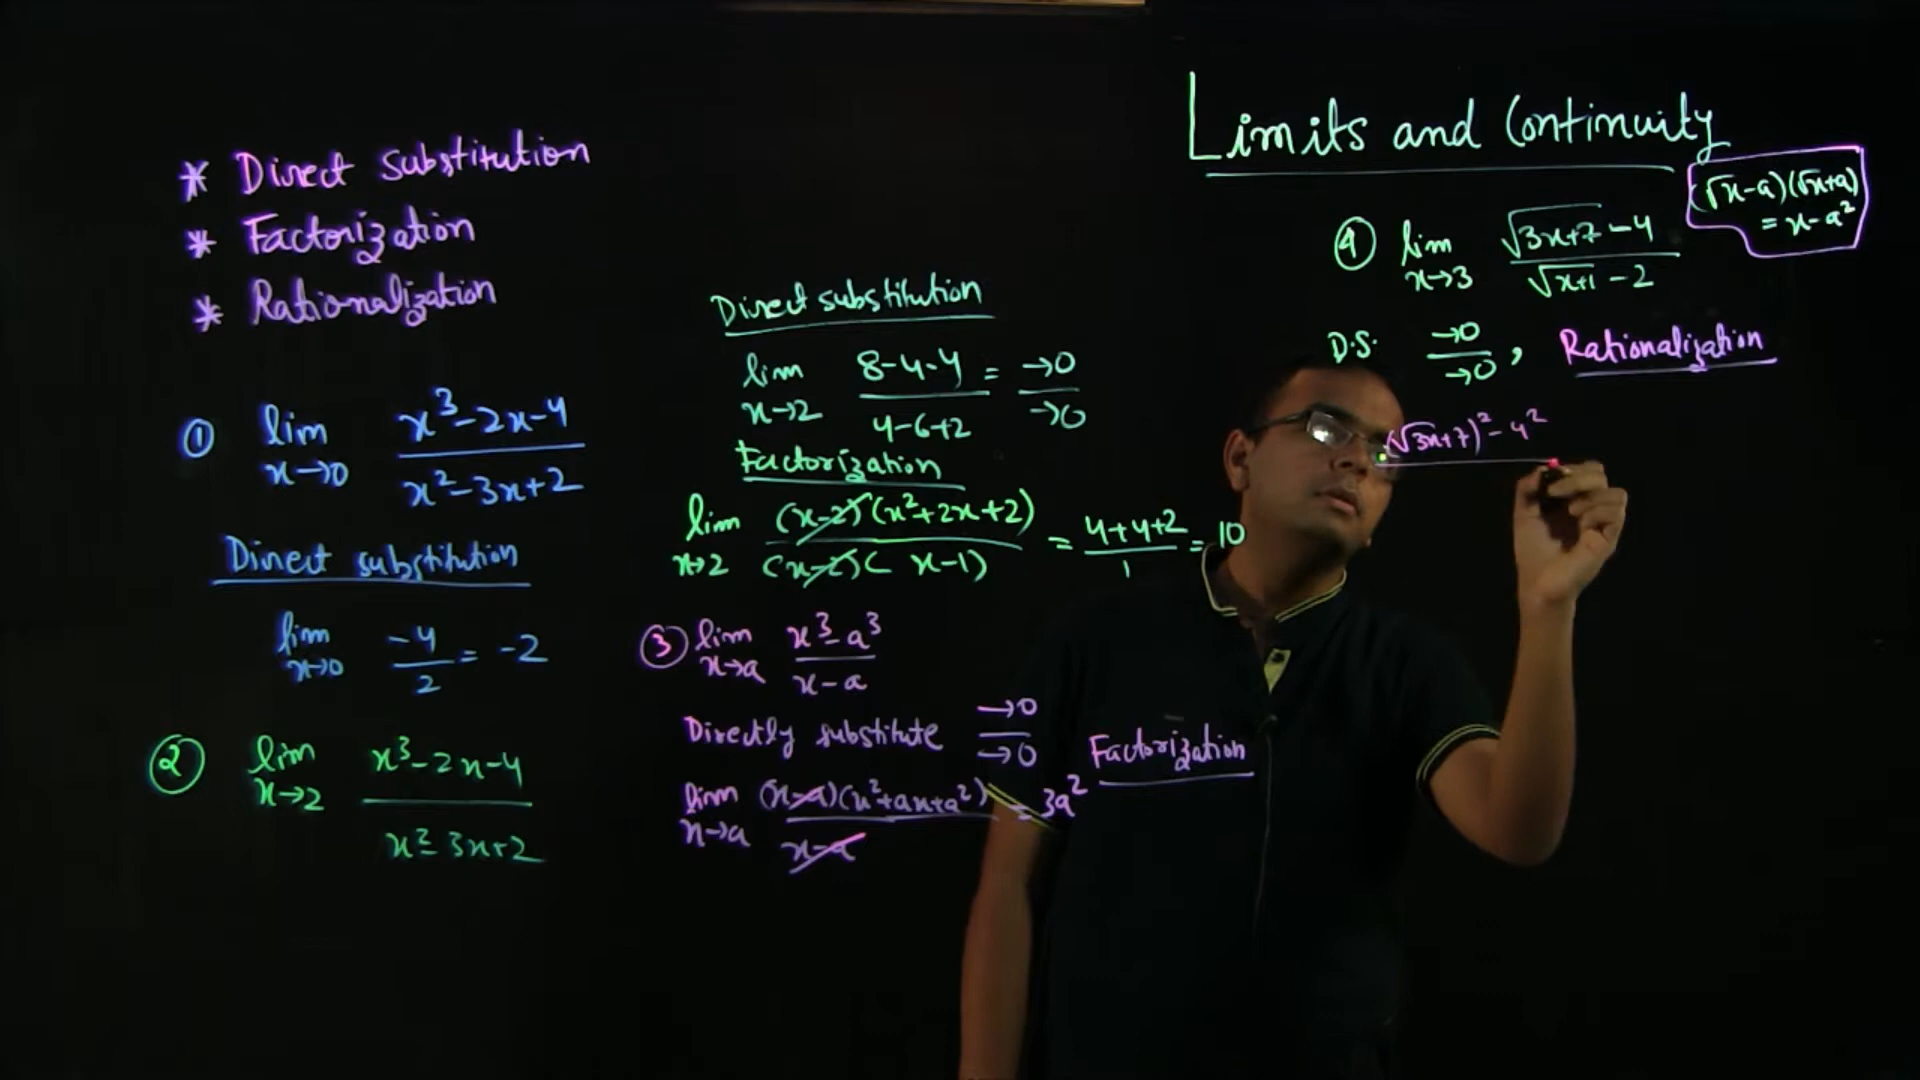 * Direct substitution
* Factorization
* Rationalization
① lim x→0 (x³-2x-4)/(x²-3x+2)
Direct substitution
lim x→0 -4/2 = -2
② lim x→2 (x³-2x-4)/(x²-3x+2)
Direct substitution
lim x→2 (8-4-4)/(4-6+2) = →0/→0
Factorization
lim x→2 (x-2)(x²+2x+2)/(x-2)(x-1) = (4+4+2)/1 = 10
③ lim x→a (x³-a³)/(x-a)
Directly substitute →0/→0 Factorization
lim x→a (x-a)(x²+ax+a²)/(x-a) = 3a²
Limits and Continuity
(√x-a)(√x+a)
= x-a²
④ lim x→3 (√3x+7 -4)/(√x+1 -2)
D.S. →0/→0, Rationalization
(√3x+7)²-4²